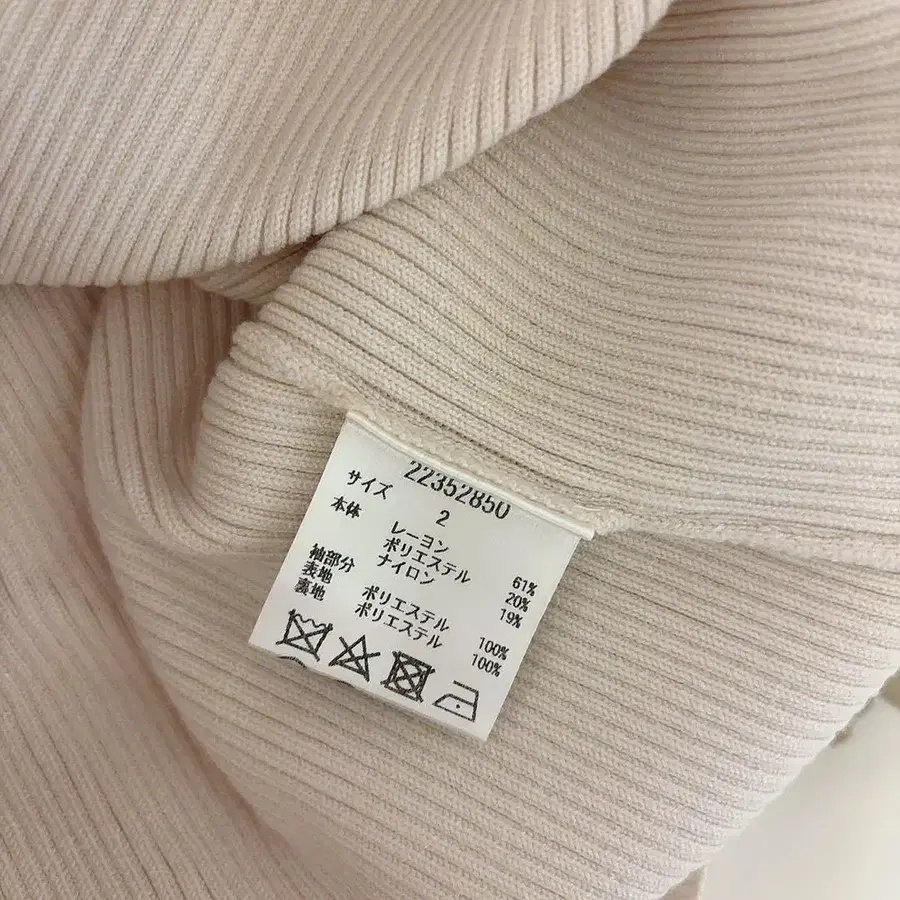 22352850
サイズ 2
本体 レーヨン 61%
ポリエステル 20%
ナイロン 19%
袖部分
表地 ポリエステル 100%
裏地 ポリエステル 100%